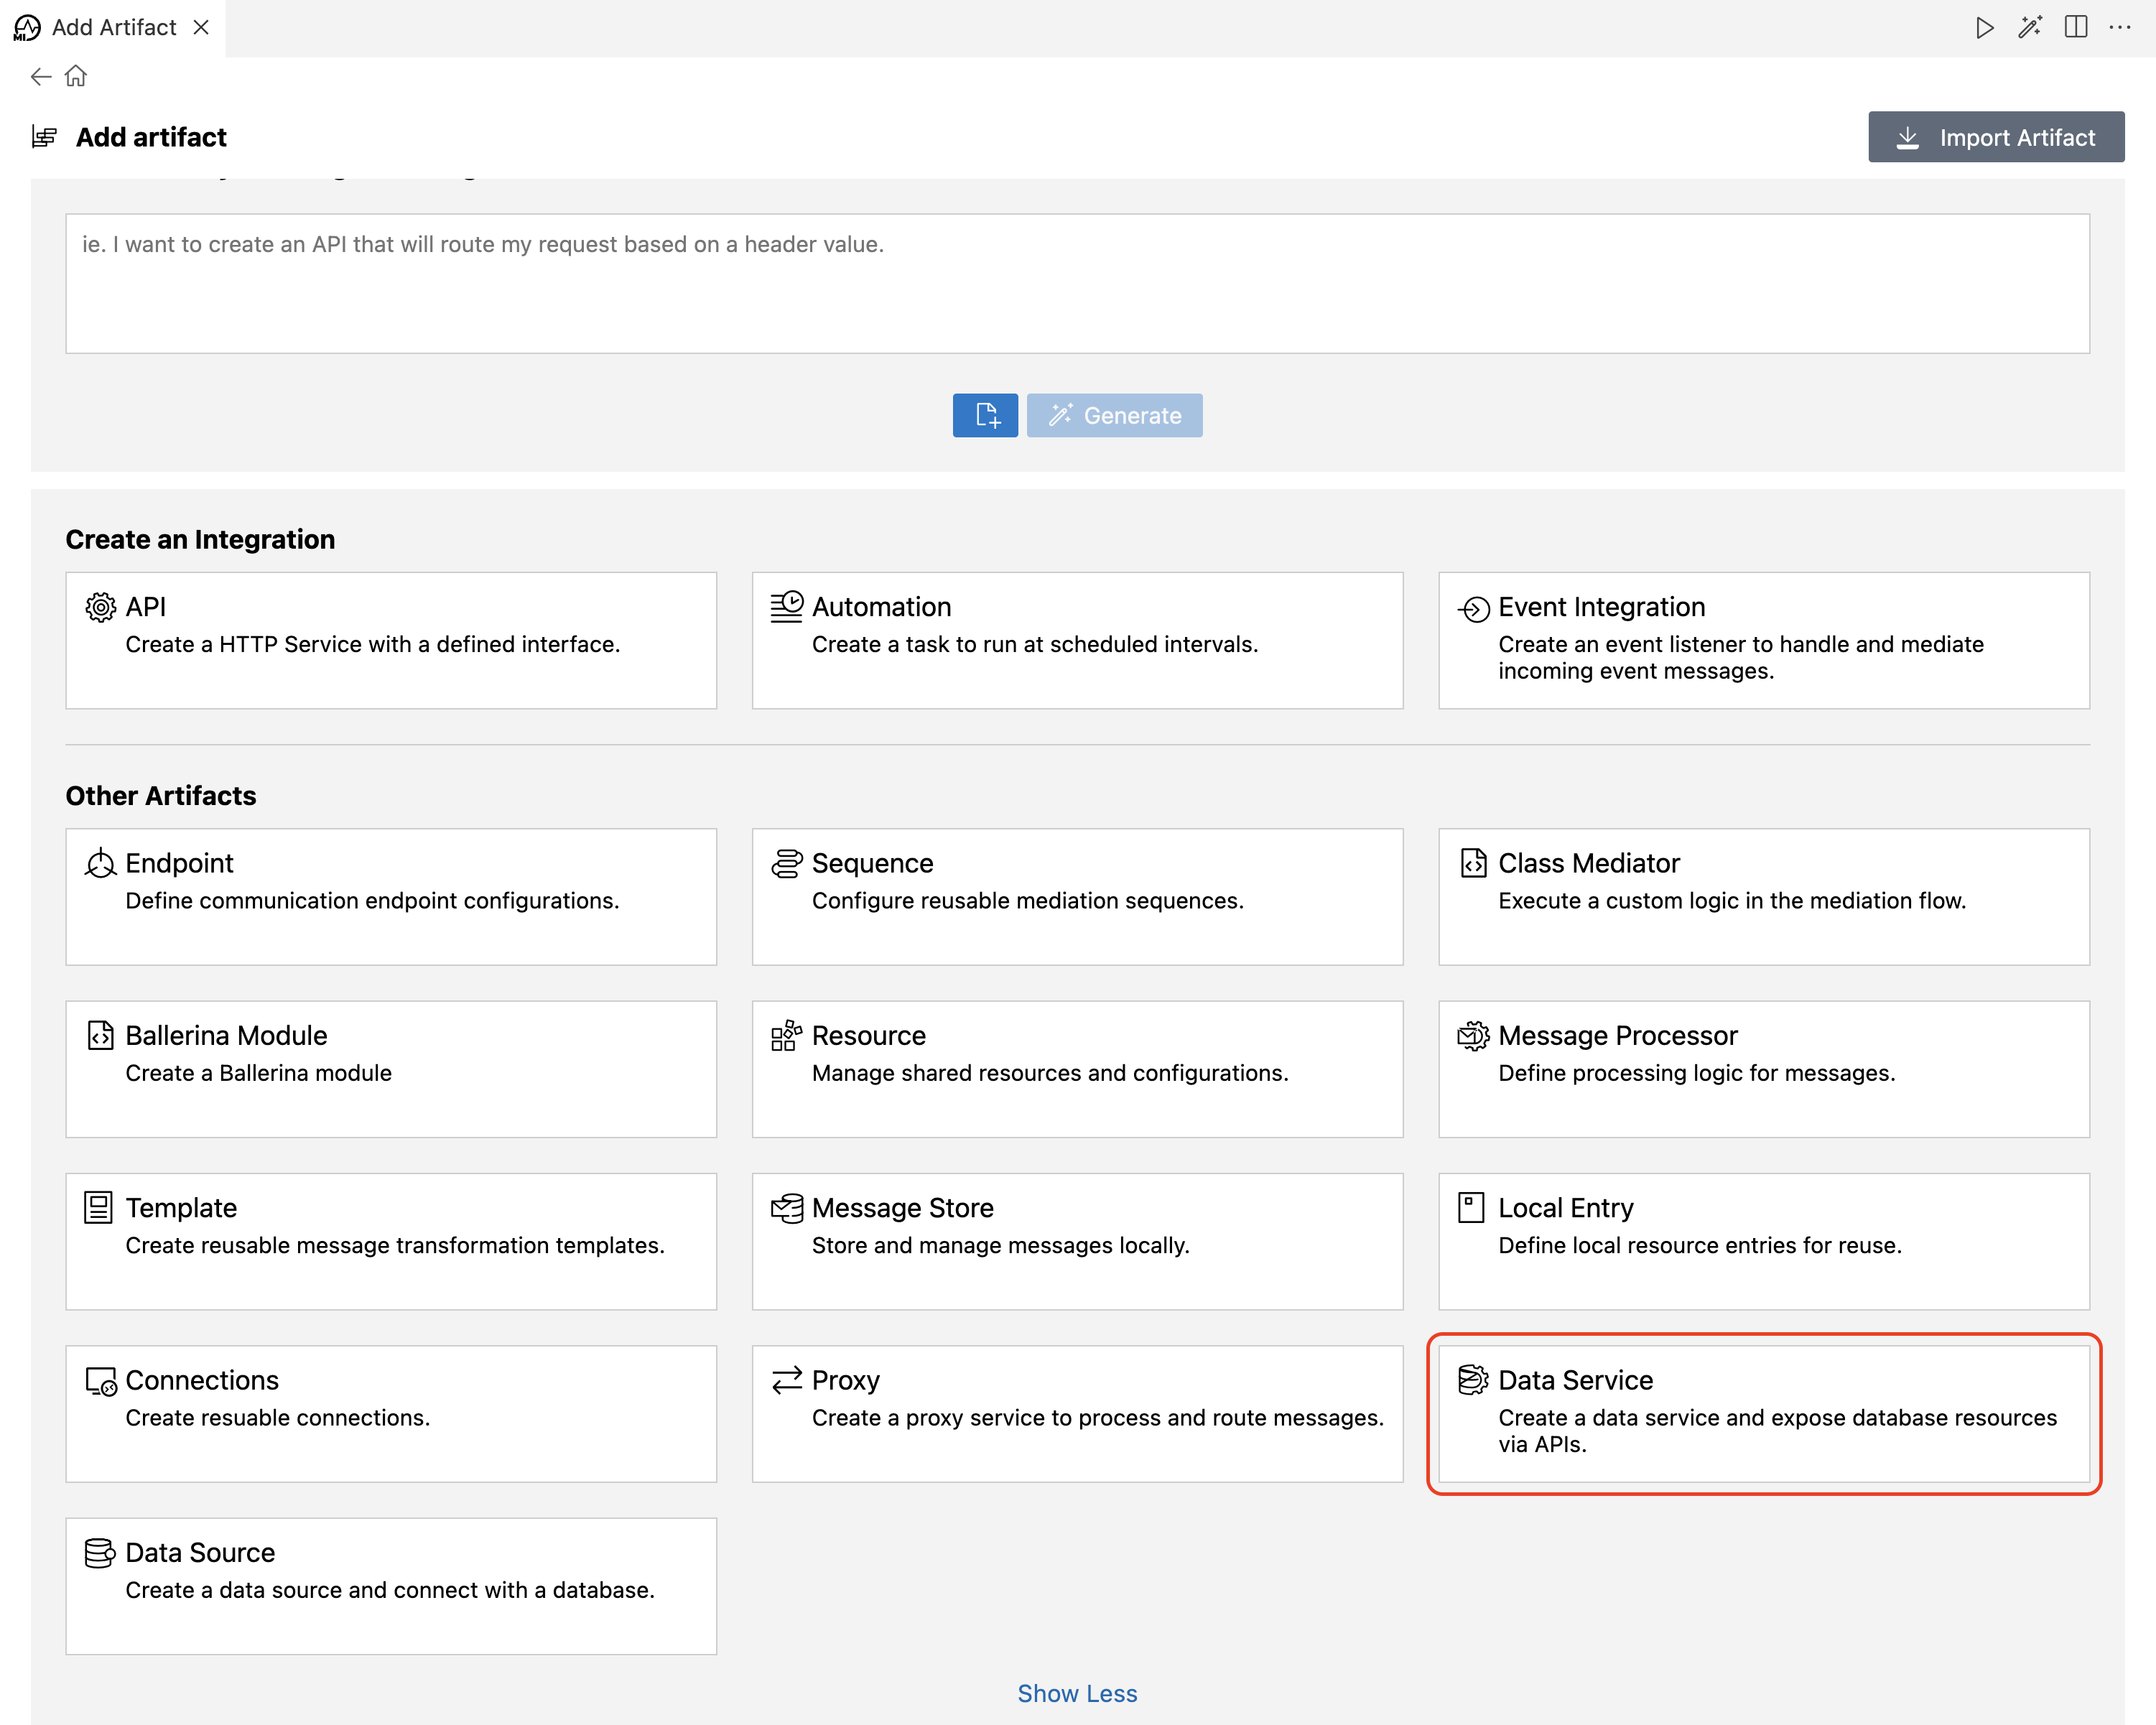 MI Add Artifact
Add artifact
Import Artifact
ie. I want to create an API that will route my request based on a header value.
Generate
Create an Integration
API
Create a HTTP Service with a defined interface.
Automation
Create a task to run at scheduled intervals.
Event Integration
Create an event listener to handle and mediate
incoming event messages.
Other Artifacts
Endpoint
Define communication endpoint configurations.
Sequence
Configure reusable mediation sequences.
Class Mediator
Execute a custom logic in the mediation flow.
Ballerina Module
Create a Ballerina module
Resource
Manage shared resources and configurations.
Message Processor
Define processing logic for messages.
Template
Create reusable message transformation templates.
Message Store
Store and manage messages locally.
Local Entry
Define local resource entries for reuse.
Connections
Create resuable connections.
Proxy
Create a proxy service to process and route messages.
Data Service
Create a data service and expose database resources
via APIs.
Data Source
Create a data source and connect with a database.
Show Less